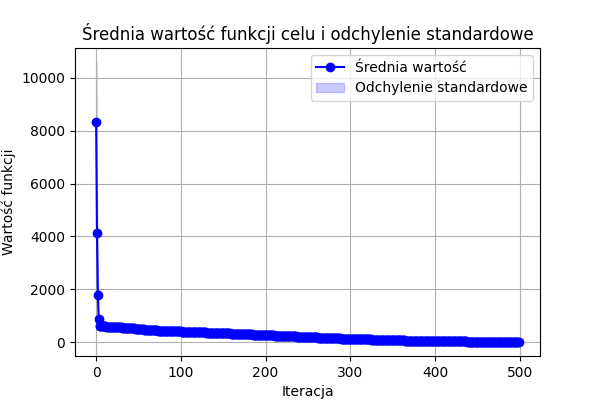 Średnia wartość funkcji celu i odchylenie standardowe
Średnia wartość
Odchylenie standardowe
Wartość funkcji
10000
8000
6000
4000
2000
0
0 100 200 300 400 500
Iteracja